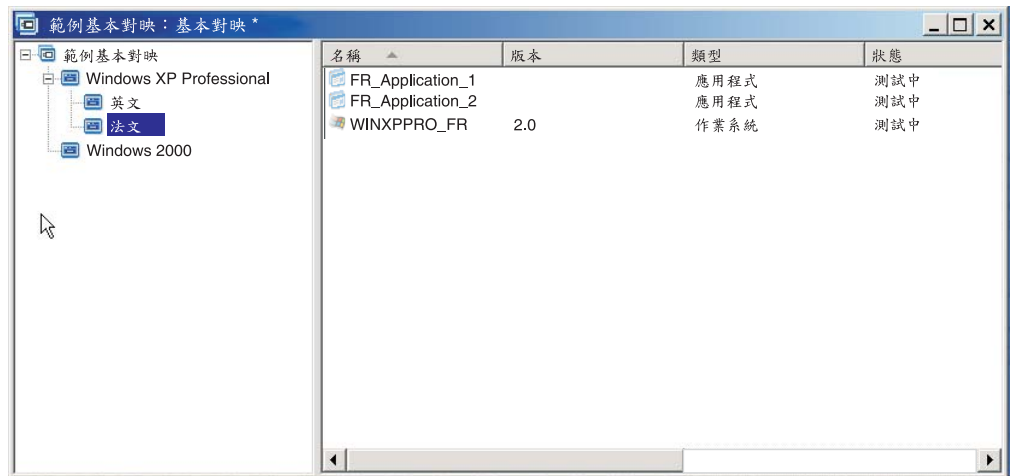 範例基本對映：基本對映 *
範例基本對映
Windows XP Professional
英文
法文
Windows 2000
名稱 版本 類型 狀態
FR_Application_1 應用程式 測試中
FR_Application_2 應用程式 測試中
WINXPPRO_FR 2.0 作業系統 測試中